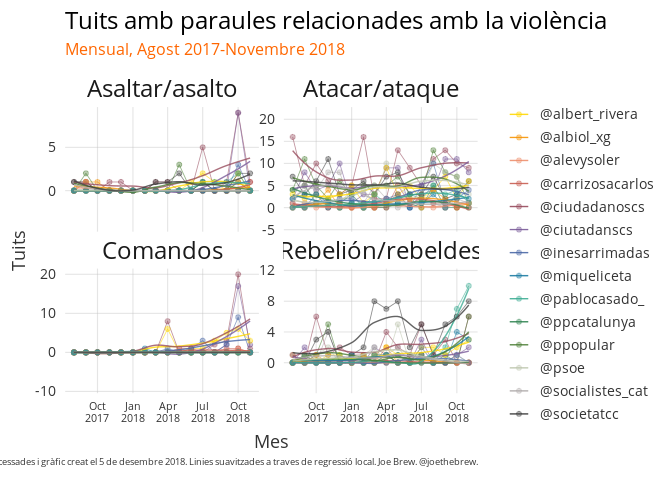 Tuits amb paraules relacionades amb la violència
Mensual, Agost 2017-Novembre 2018
Asaltar/asalto
Atacar/ataque
5
0
20
15
10
5
0
-5
Comandos
Rebelión/rebeldes
20
10
0
-10
12
8
4
0
Oct 2017
Jan 2018
Apr 2018
Jul 2018
Oct 2018
Oct 2017
Jan 2018
Apr 2018
Jul 2018
Oct 2018
Tuits
Mes
@albert_rivera
@albiol_xg
@alevysoler
@carrizosacarlos
@ciudadanoscs
@ciutadanscs
@inesarrimadas
@miqueliceta
@pablocasado_
@ppcatalunya
@ppopular
@psoe
@socialistes_cat
@societatcc
cessades i gràfic creat el 5 de desembre 2018. Linies suavitzades a traves de regressió local. Joe Brew. @joethebrew.